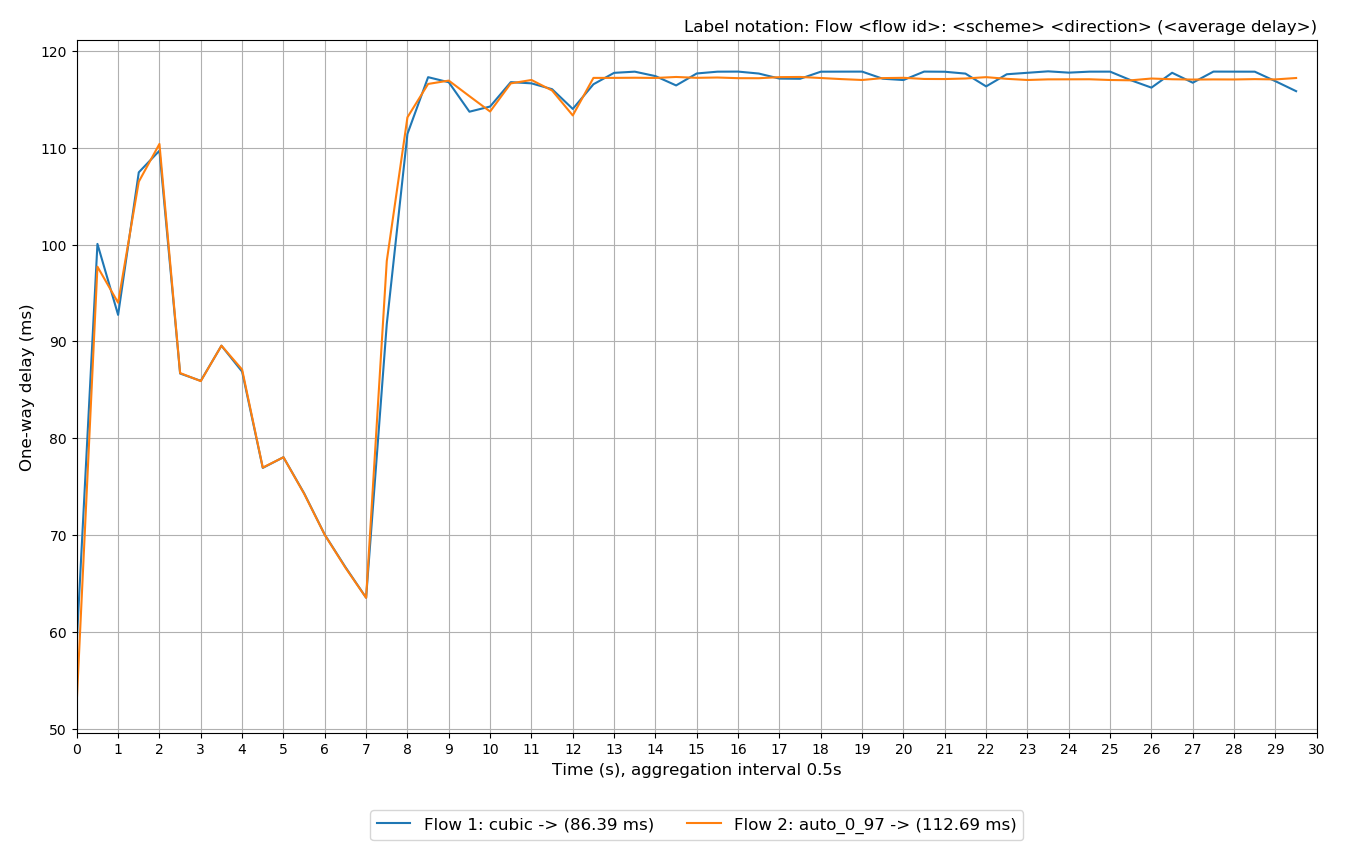 Label notation: Flow <flow id>: <scheme> <direction> (<average delay>)
120
110
100
90
80
70
60
50
One-way delay (ms)
0 1 2 3 4 5 6 7 8 9 10 11 12 13 14 15 16 17 18 19 20 21 22 23 24 25 26 27 28 29 30
Time (s), aggregation interval 0.5s
Flow 1: cubic -> (86.39 ms) Flow 2: auto_0_97 -> (112.69 ms)